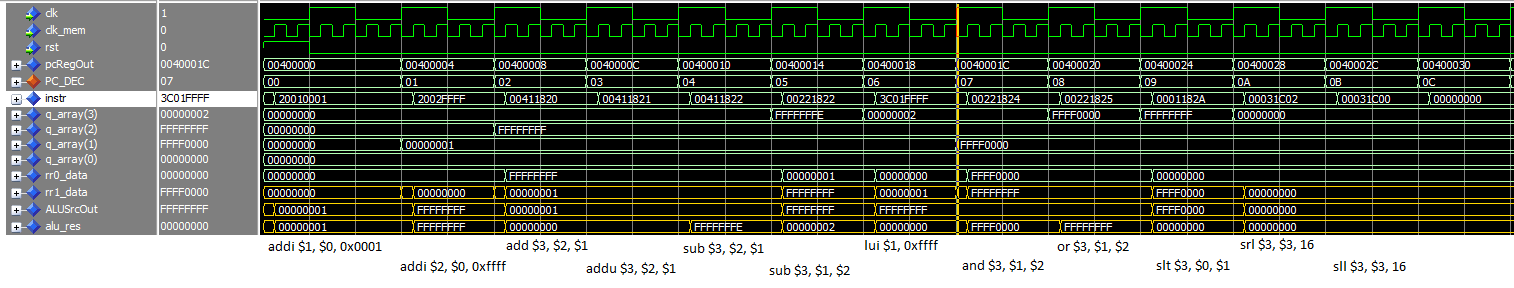 clk 1
clk_mem 0
rst 0
pcRegOut 0040001C 00400000 00400004 00400008 0040000C 00400010 00400014 00400018 0040001C 00400020 00400024 00400028 0040002C 00400030
PC_DEC 07 00 01 02 03 04 05 06 07 08 09 0A 0B 0C
instr 3C01FFFF 20010001 2002FFFF 00411820 00411821 00411822 00221822 3C01FFFF 00221824 00221825 0001182A 00031C02 00031C00 00000000
q_array(3) 00000002 00000000 FFFFFFFE 00000002 FFFF0000 FFFFFFFF 00000000
q_array(2) FFFFFFFF 00000000 FFFFFFFF
q_array(1) FFFF0000 00000000 00000001 FFFF0000
q_array(0) 00000000 00000000
rr0_data 00000000 00000000 FFFFFFFF 00000001 00000000 FFFF0000 00000000
rr1_data FFFF0000 00000000 00000000 00000001 FFFFFFFF 00000001 FFFFFFFF FFFF0000 00000000
ALUSrcOut FFFFFFFF 00000001 FFFFFFFF 00000001 FFFFFFFF FFFFFFFF FFFF0000 00000000
alu_res 00000000 00000001 FFFFFFFF 00000000 FFFFFFFE 00000002 00000000 FFFF0000 FFFFFFFF 00000000 00000000
addi $1, $0, 0x0001 add $3, $2, $1 sub $3, $2, $1 lui $1, 0xffff or $3, $1, $2 srl $3, $3, 16
addi $2, $0, 0xffff addu $3, $2, $1 sub $3, $1, $2 and $3, $1, $2 slt $3, $0, $1 sll $3, $3, 16